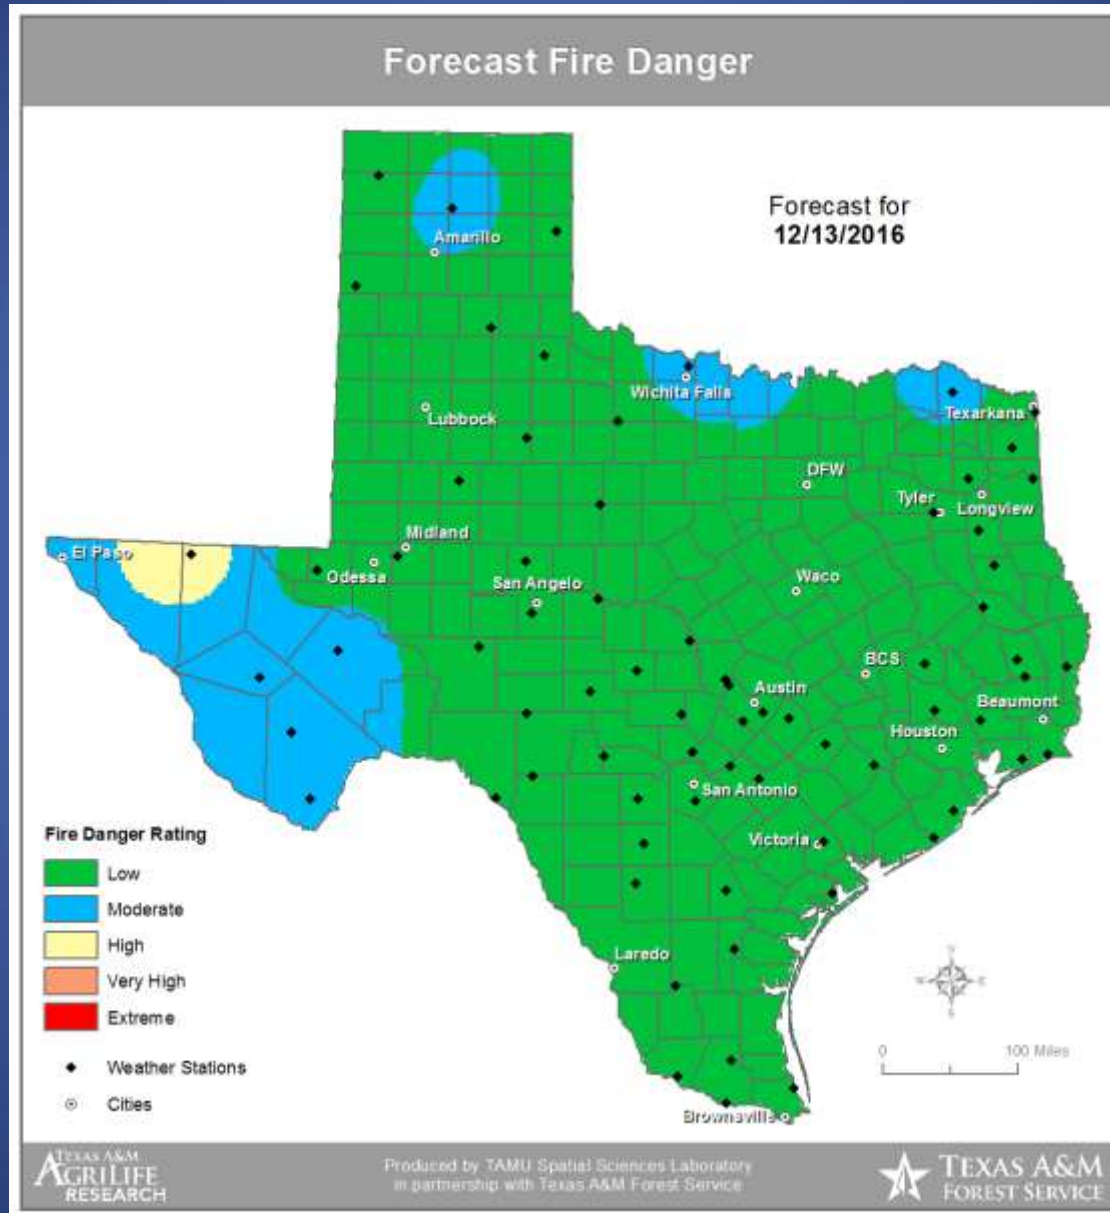 Forecast Fire Danger
Forecast for
12/13/2016
Amarillo
Wichita Falls
Lubbock
Texarkana
DFW
Tyler
Longview
El Paso
Midland
Odessa
San Angelo
Waco
BCS
Austin
Beaumont
Houston
San Antonio
Victoria
Laredo
Brownsville
Fire Danger Rating
Low
Moderate
High
Very High
Extreme
Weather Stations
Cities
0 100 Miles
TEXAS A&M
AGRILIFE
RESEARCH
Produced by TAMU Spatial Sciences Laboratory
in partnership with Texas A&M Forest Service
TEXAS A&M
FOREST SERVICE